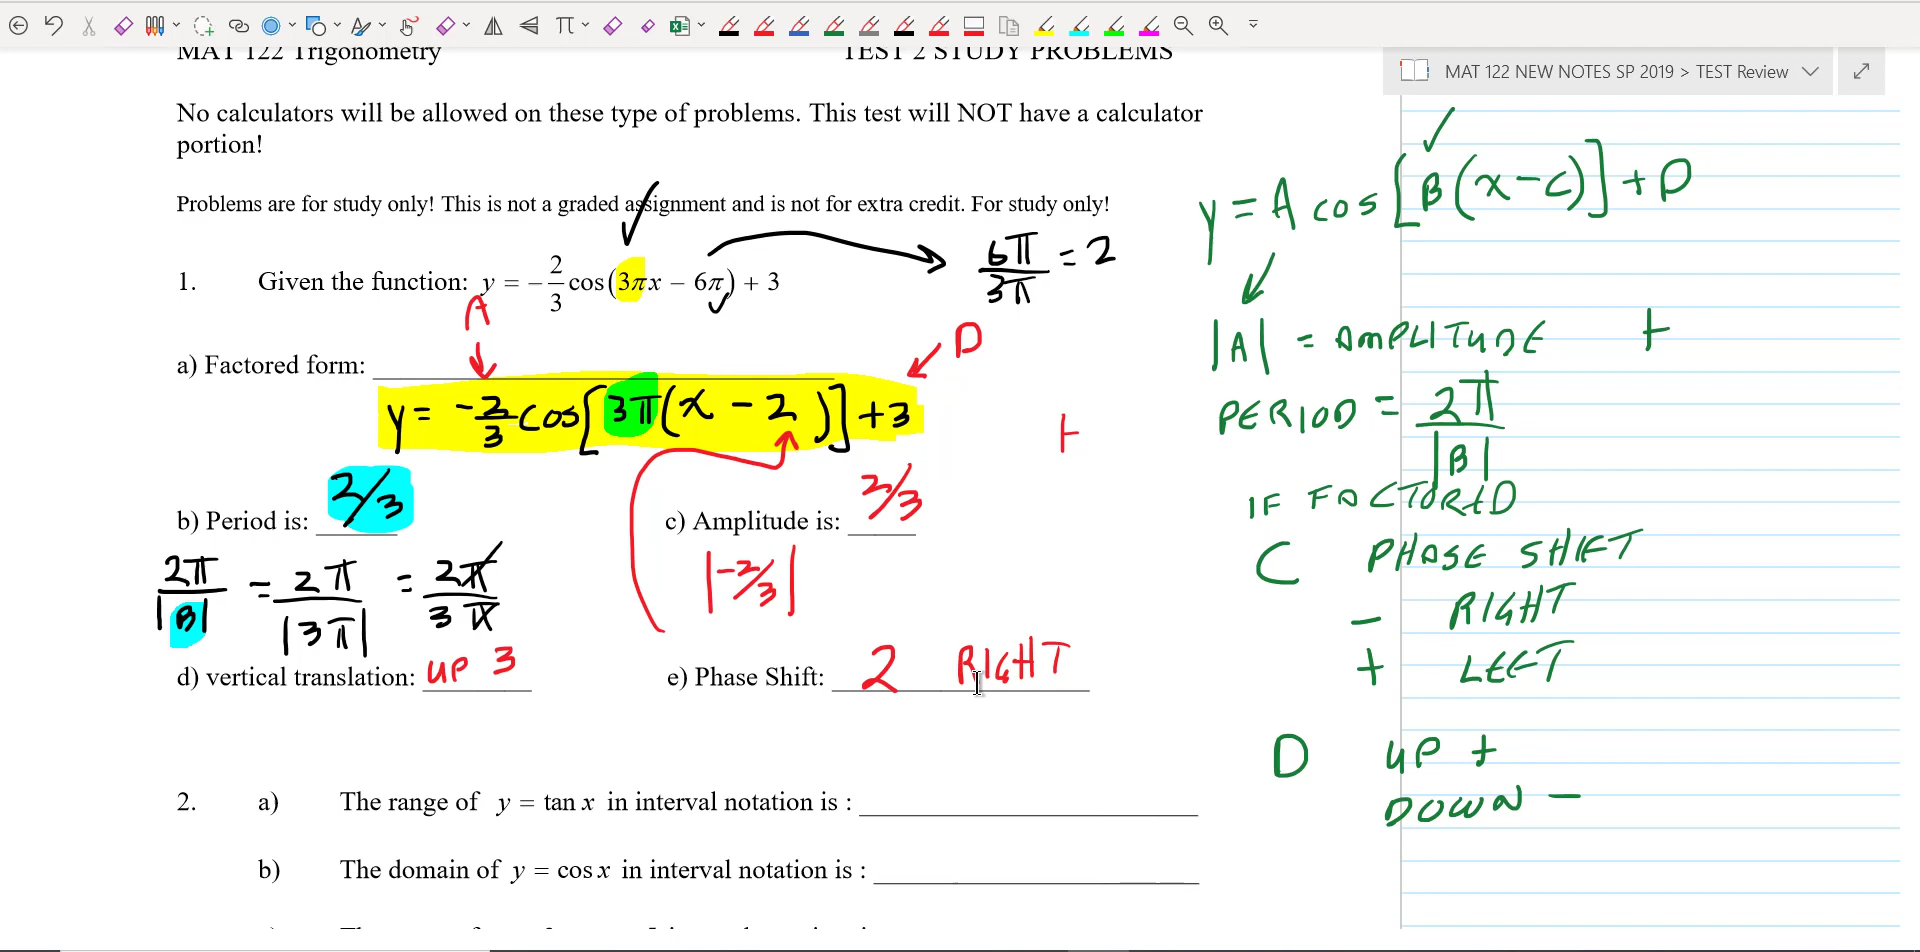 MAT 122 Trigonometry TEST 2 STUDY PROBLEMS
MAT 122 NEW NOTES SP 2019 > TEST Review
No calculators will be allowed on these type of problems. This test will NOT have a calculator
portion!
Problems are for study only! This is not a graded assignment and is not for extra credit. For study only!
1. Given the function: y = -2/3 cos(3πx − 6π) + 3
6π/3π = 2
A
D
a) Factored form:
y = -2/3 cos[3π(x − 2)] + 3
+
b) Period is: 2/3 c) Amplitude is: 2/3
2π/|B| = 2π/|3π| = 2π/3π
|-2/3|
d) vertical translation: UP 3 e) Phase Shift: 2 RIGHT
2. a) The range of y = tan x in interval notation is :
b) The domain of y = cos x in interval notation is :
y = A cos[B(x − C)] + D
|A| = AMPLITUDE +
PERIOD = 2π/|B|
IF FACTORED
C PHASE SHIFT
− RIGHT
+ LEFT
D UP +
DOWN −